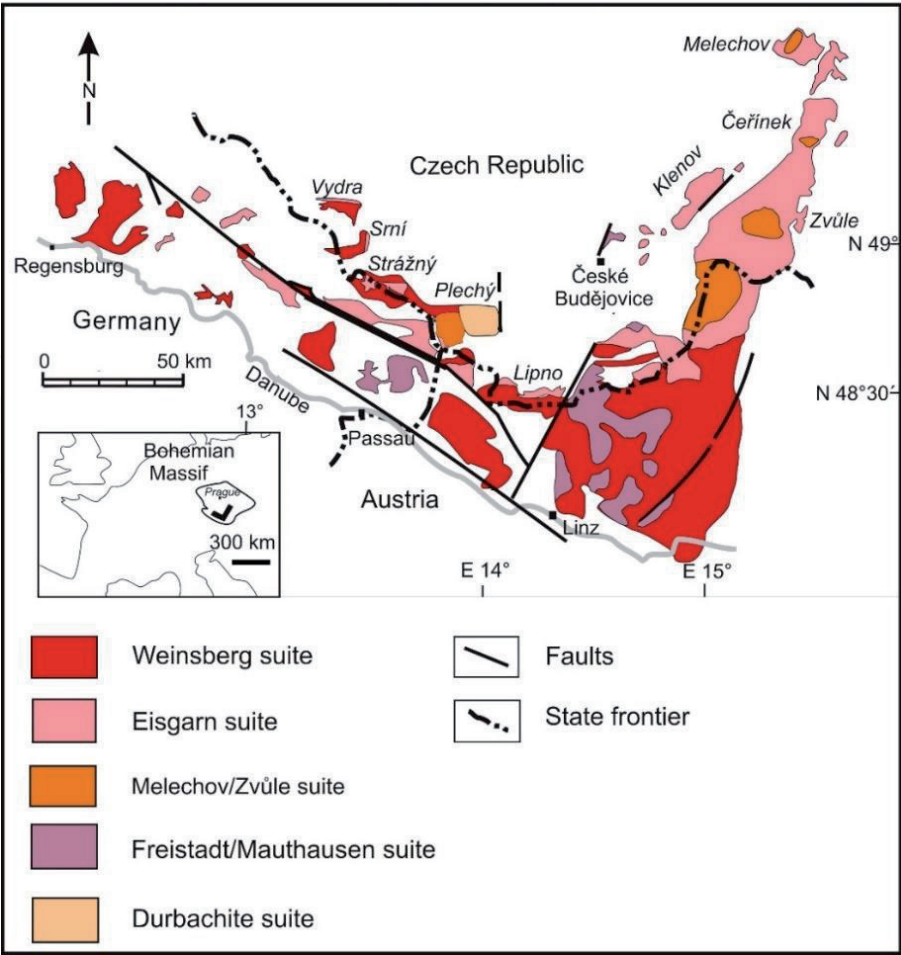 Melechov
N
Čeřínek
Czech Republic
Klenov
Vydra
Zvůle
Srní
N 49°
Regensburg
Strážný
České
Budějovice
Plechý
Germany
0 50 km
Lipno
N 48°30'
Danube
13°
Passau
Bohemian
Massif
Prague
Austria
Linz
300 km
E 14°
E 15°
Weinsberg suite
Faults
Eisgarn suite
State frontier
Melechov/Zvůle suite
Freistadt/Mauthausen suite
Durbachite suite